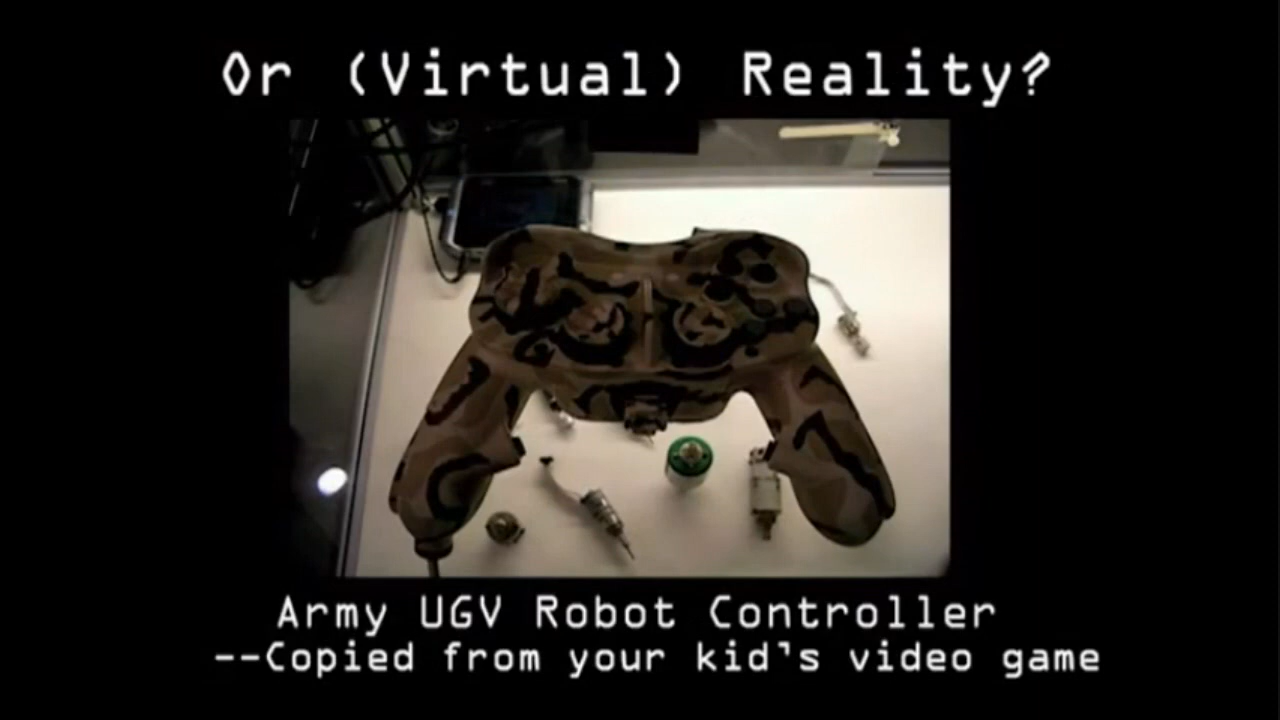 Or (Virtual) Reality?
Army UGV Robot Controller
--Copied from your kid's video game